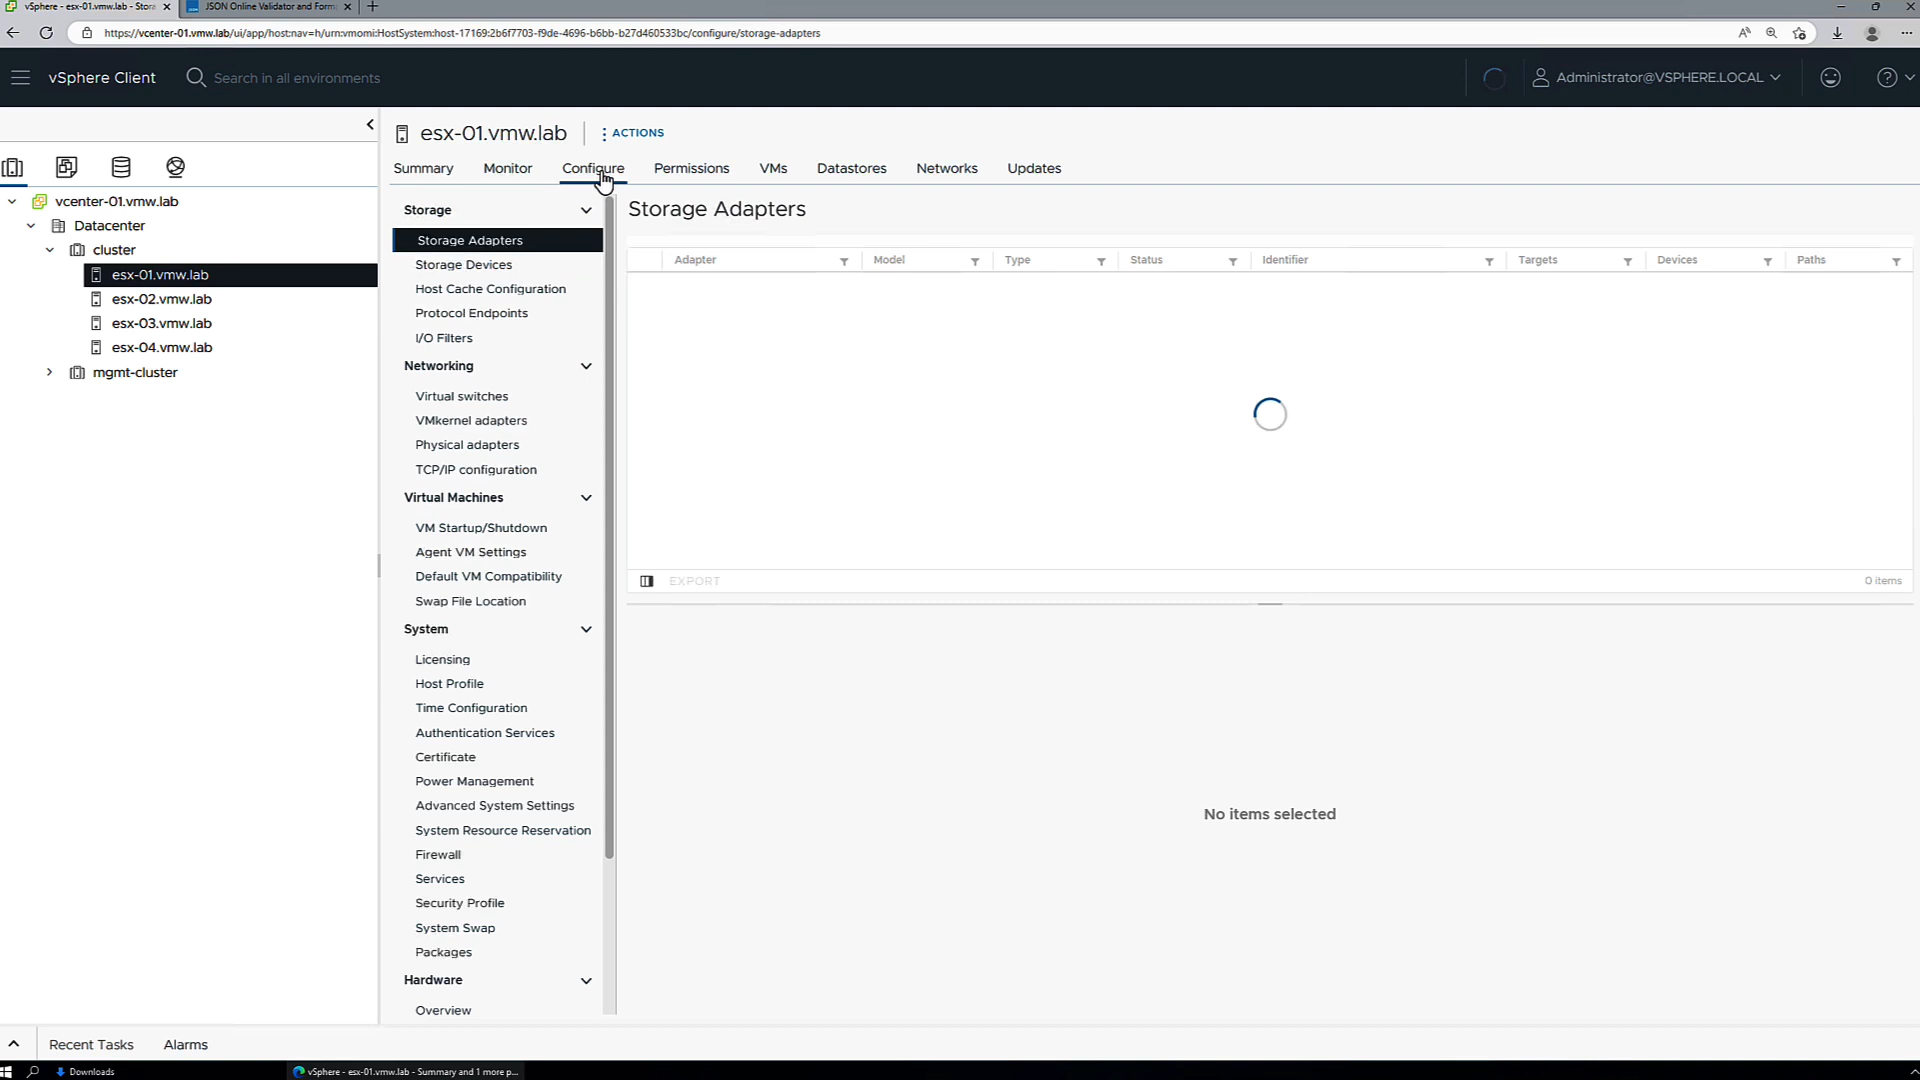 vSphere - esx-01.vmw.lab - Stora
JSON Online Validator and Form
https://vcenter-01.vmw.lab/ui/app/host;nav=h/urn:vmomi:HostSystem:host-17169:2b6f7703-f9de-4696-b6bb-b27d460533bc/configure/storage-adapters
vSphere Client
Search in all environments
Administrator@VSPHERE.LOCAL
esx-01.vmw.lab
ACTIONS
Summary Monitor Configure Permissions VMs Datastores Networks Updates
vcenter-01.vmw.lab
Datacenter
cluster
esx-01.vmw.lab
esx-02.vmw.lab
esx-03.vmw.lab
esx-04.vmw.lab
mgmt-cluster
Storage
Storage Adapters
Storage Devices
Host Cache Configuration
Protocol Endpoints
I/O Filters
Networking
Virtual switches
VMkernel adapters
Physical adapters
TCP/IP configuration
Virtual Machines
VM Startup/Shutdown
Agent VM Settings
Default VM Compatibility
Swap File Location
System
Licensing
Host Profile
Time Configuration
Authentication Services
Certificate
Power Management
Advanced System Settings
System Resource Reservation
Firewall
Services
Security Profile
System Swap
Packages
Hardware
Overview
Storage Adapters
Adapter Model Type Status Identifier Targets Devices Paths
EXPORT
0 items
No items selected
Recent Tasks Alarms
Downloads
vSphere - esx-01.vmw.lab - Summary and 1 more p...